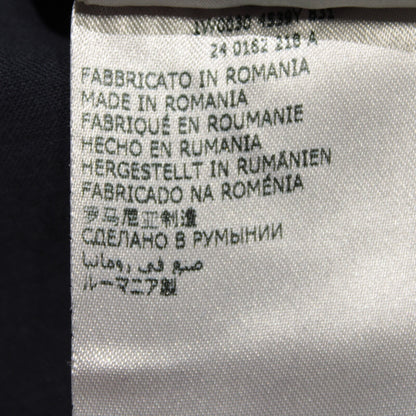 24 0162 218 A
FABBRICATO IN ROMANIA
MADE IN ROMANIA
FABRIQUÉ EN ROUMANIE
HECHO EN RUMANIA
HERGESTELLT IN RUMÄNIEN
FABRICADO NA ROMÉNIA
罗马尼亚制造
СДЕЛАНО В РУМЫНИИ
صنع في رومانيا
ルーマニア製